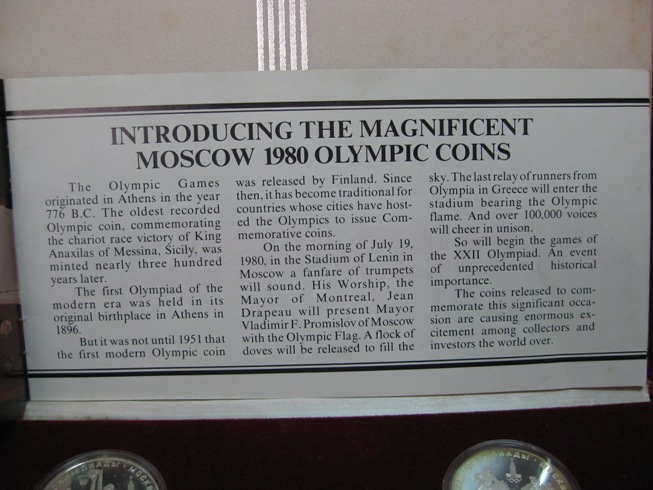 INTRODUCING THE MAGNIFICENT
MOSCOW 1980 OLYMPIC COINS
The Olympic Games
originated in Athens in the year
776 B.C. The oldest recorded
Olympic coin, commemorating
the chariot race victory of King
Anaxilas of Messina, Sicily, was
minted nearly three hundred
years later.
The first Olympiad of the
modern era was held in its
original birthplace in Athens in
1896.
But it was not until 1951 that
the first modern Olympic coin
was released by Finland. Since
then, it has become traditional for
countries whose cities have host-
ed the Olympics to issue Com-
memorative coins.
On the morning of July 19,
1980, in the Stadium of Lenin in
Moscow a fanfare of trumpets
will sound. His Worship, the
Mayor of Montreal, Jean
Drapeau will present Mayor
Vladimir F. Promislov of Moscow
with the Olympic Flag. A flock of
doves will be released to fill the
sky. The last relay of runners from
Olympia in Greece will enter the
stadium bearing the Olympic
flame. And over 100,000 voices
will cheer in unison.
So will begin the games of
the XXII Olympiad. An event
of unprecedented historical
importance.
The coins released to com-
memorate this significant occa-
sion are causing enormous ex-
citement among collectors and
investors the world over.